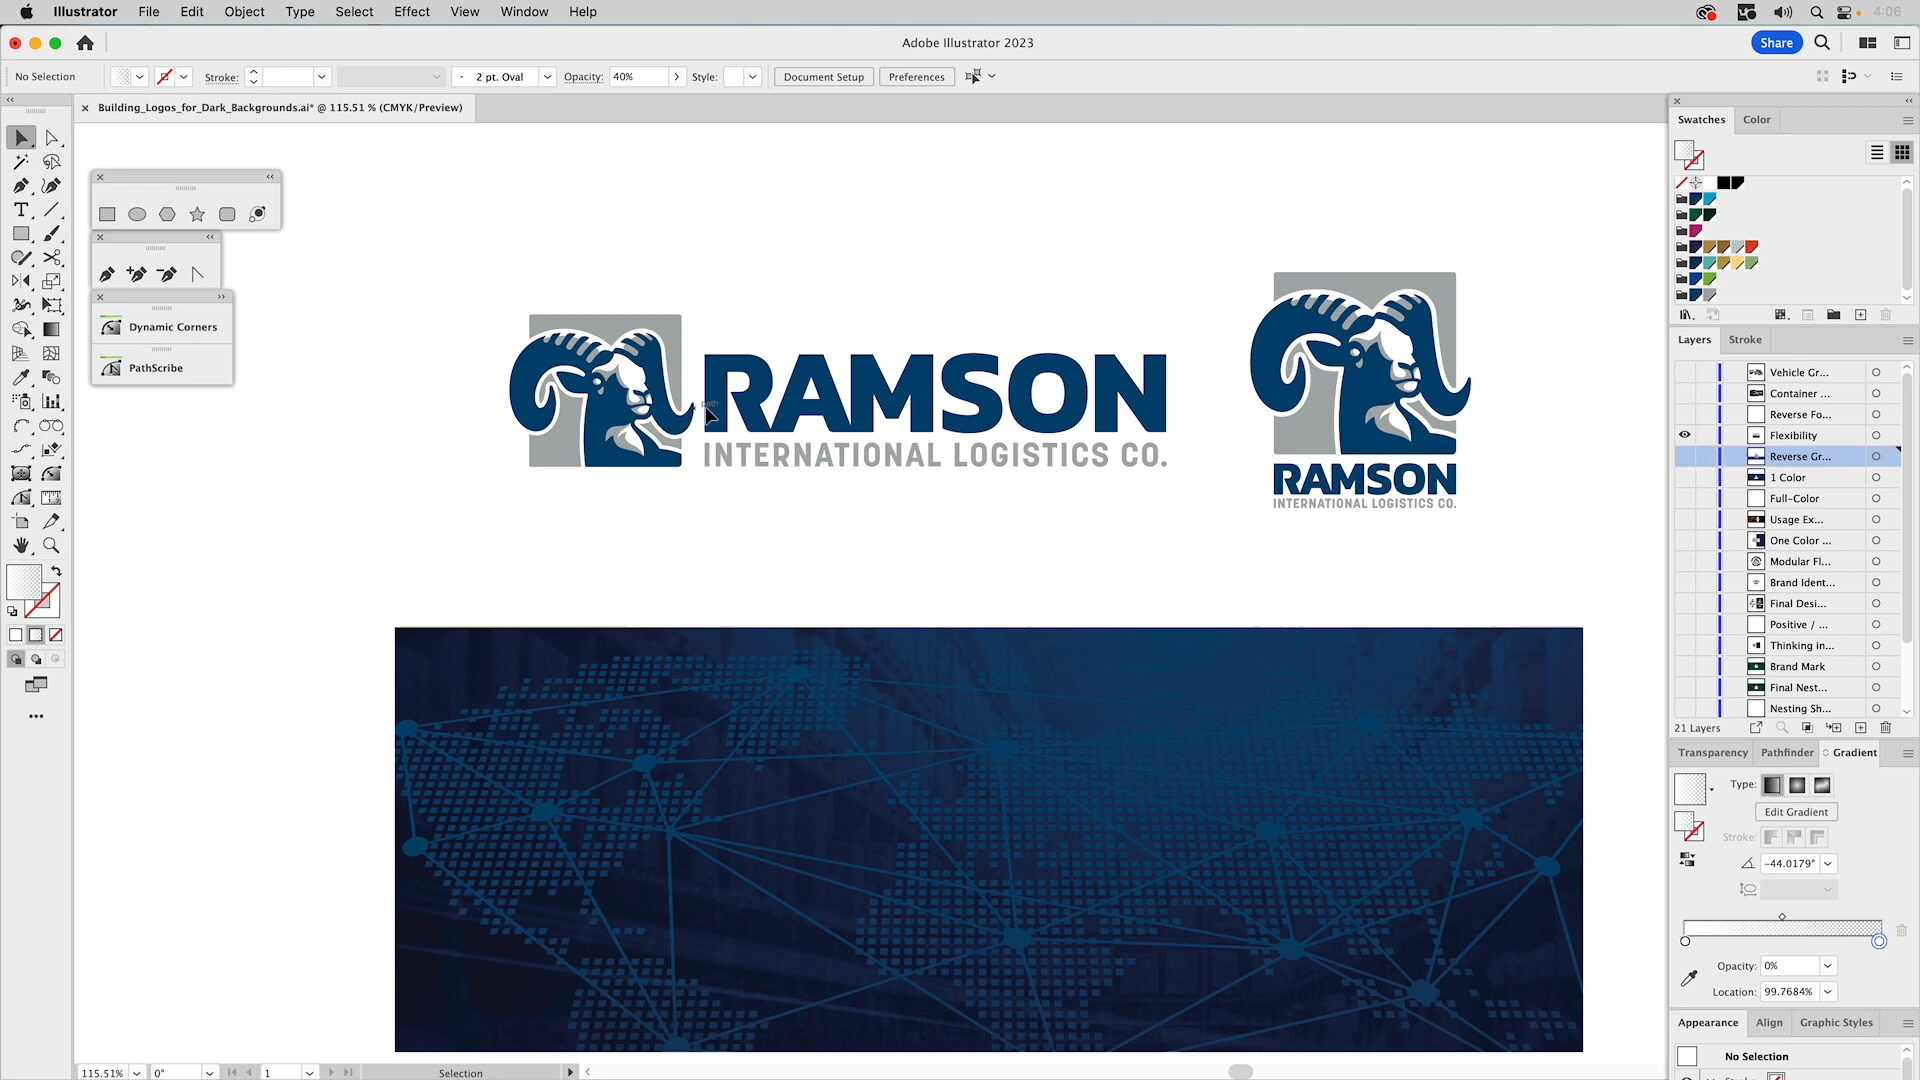 Illustrator File Edit Object Type Select Effect View Window Help 4:06
Adobe Illustrator 2023
Share
No Selection Stroke: 2 pt. Oval Opacity: 40% Style: Document Setup Preferences
Building_Logos_for_Dark_Backgrounds.ai* @ 115.51 % (CMYK/Preview)
Dynamic Corners
PathScribe
RAMSON
INTERNATIONAL LOGISTICS CO.
path
RAMSON
INTERNATIONAL LOGISTICS CO.
Swatches Color
Layers Stroke
Vehicle Gr...
Container ...
Reverse Fo...
Flexibility
Reverse Gr...
1 Color
Full-Color
Usage Ex...
One Color ...
Modular Fl...
Brand Ident...
Final Desi...
Positive / ...
Thinking in...
Brand Mark
Final Nest...
Nesting Sh...
21 Layers
Transparency Pathfinder Gradient
Type:
Edit Gradient
Stroke:
-44.0179°
Opacity: 0%
Location: 99.7684%
Appearance Align Graphic Styles
No Selection
115.51% 0° 1 Selection